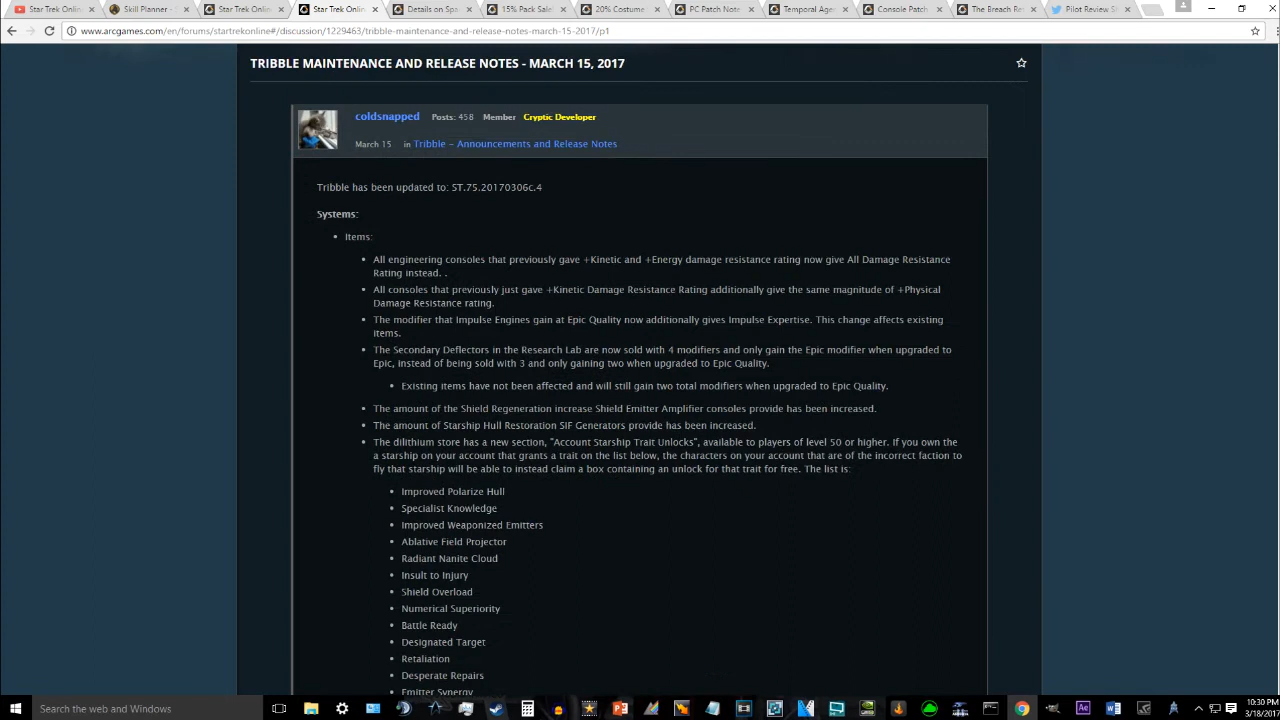 Star Trek Onlin
Skill Planner -
Star Trek Onlin
Star Trek Onlin
Details on Spe
15% Pack Sale!
20% Costume
PC Patch Note
Temporal Age
Console Patch
The Breach Re
Pilot Review S
www.arcgames.com/en/forums/startrekonline#/discussion/1229463/tribble-maintenance-and-release-notes-march-15-2017/p1
TRIBBLE MAINTENANCE AND RELEASE NOTES - MARCH 15, 2017
coldsnapped Posts: 458 Member Cryptic Developer
March 15 in Tribble – Announcements and Release Notes
Tribble has been updated to: ST.75.20170306c.4
Systems:
• Items:
• All engineering consoles that previously gave +Kinetic and +Energy damage resistance rating now give All Damage Resistance
Rating instead. .
• All consoles that previously just gave +Kinetic Damage Resistance Rating additionally give the same magnitude of +Physical
Damage Resistance rating.
• The modifier that Impulse Engines gain at Epic Quality now additionally gives Impulse Expertise. This change affects existing
items.
• The Secondary Deflectors in the Research Lab are now sold with 4 modifiers and only gain the Epic modifier when upgraded to
Epic, instead of being sold with 3 and only gaining two when upgraded to Epic Quality.
• Existing items have not been affected and will still gain two total modifiers when upgraded to Epic Quality.
• The amount of the Shield Regeneration increase Shield Emitter Amplifier consoles provide has been increased.
• The amount of Starship Hull Restoration SIF Generators provide has been increased.
• The dilithium store has a new section, "Account Starship Trait Unlocks", available to players of level 50 or higher. If you own the
a starship on your account that grants a trait on the list below, the characters on your account that are of the incorrect faction to
fly that starship will be able to instead claim a box containing an unlock for that trait for free. The list is:
• Improved Polarize Hull
• Specialist Knowledge
• Improved Weaponized Emitters
• Ablative Field Projector
• Radiant Nanite Cloud
• Insult to Injury
• Shield Overload
• Numerical Superiority
• Battle Ready
• Designated Target
• Retaliation
• Desperate Repairs
• Emitter Synergy
Search the web and Windows
10:30 PM
3/18/201